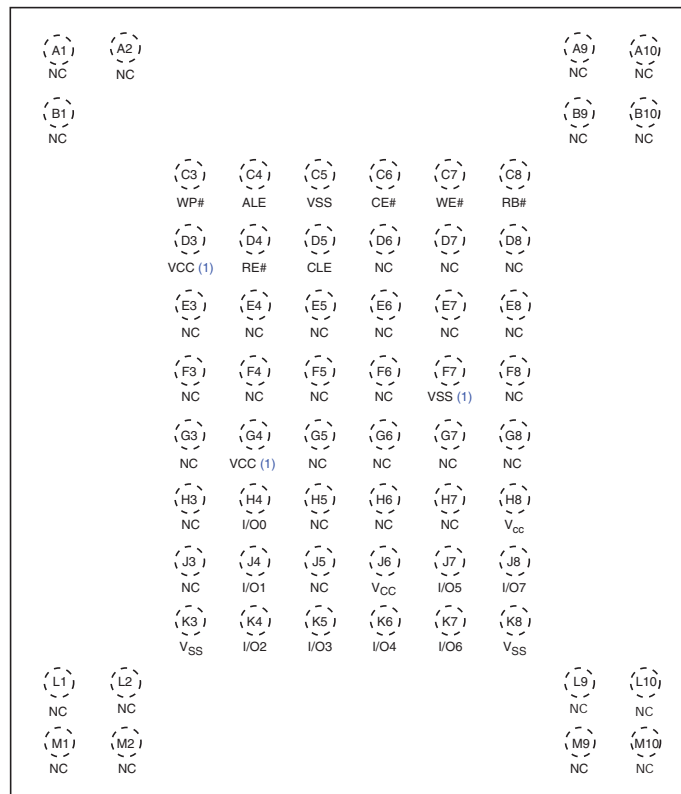 A1 A2 A9 A10
NC NC NC NC
B1 B9 B10
NC NC NC
C3 C4 C5 C6 C7 C8
WP# ALE VSS CE# WE# RB#
D3 D4 D5 D6 D7 D8
VCC (1) RE# CLE NC NC NC
E3 E4 E5 E6 E7 E8
NC NC NC NC NC NC
F3 F4 F5 F6 F7 F8
NC NC NC NC VSS (1) NC
G3 G4 G5 G6 G7 G8
NC VCC (1) NC NC NC NC
H3 H4 H5 H6 H7 H8
NC I/O0 NC NC NC Vcc
J3 J4 J5 J6 J7 J8
NC I/O1 NC VCC I/O5 I/O7
K3 K4 K5 K6 K7 K8
VSS I/O2 I/O3 I/O4 I/O6 VSS
L1 L2 L9 L10
NC NC NC NC
M1 M2 M9 M10
NC NC NC NC